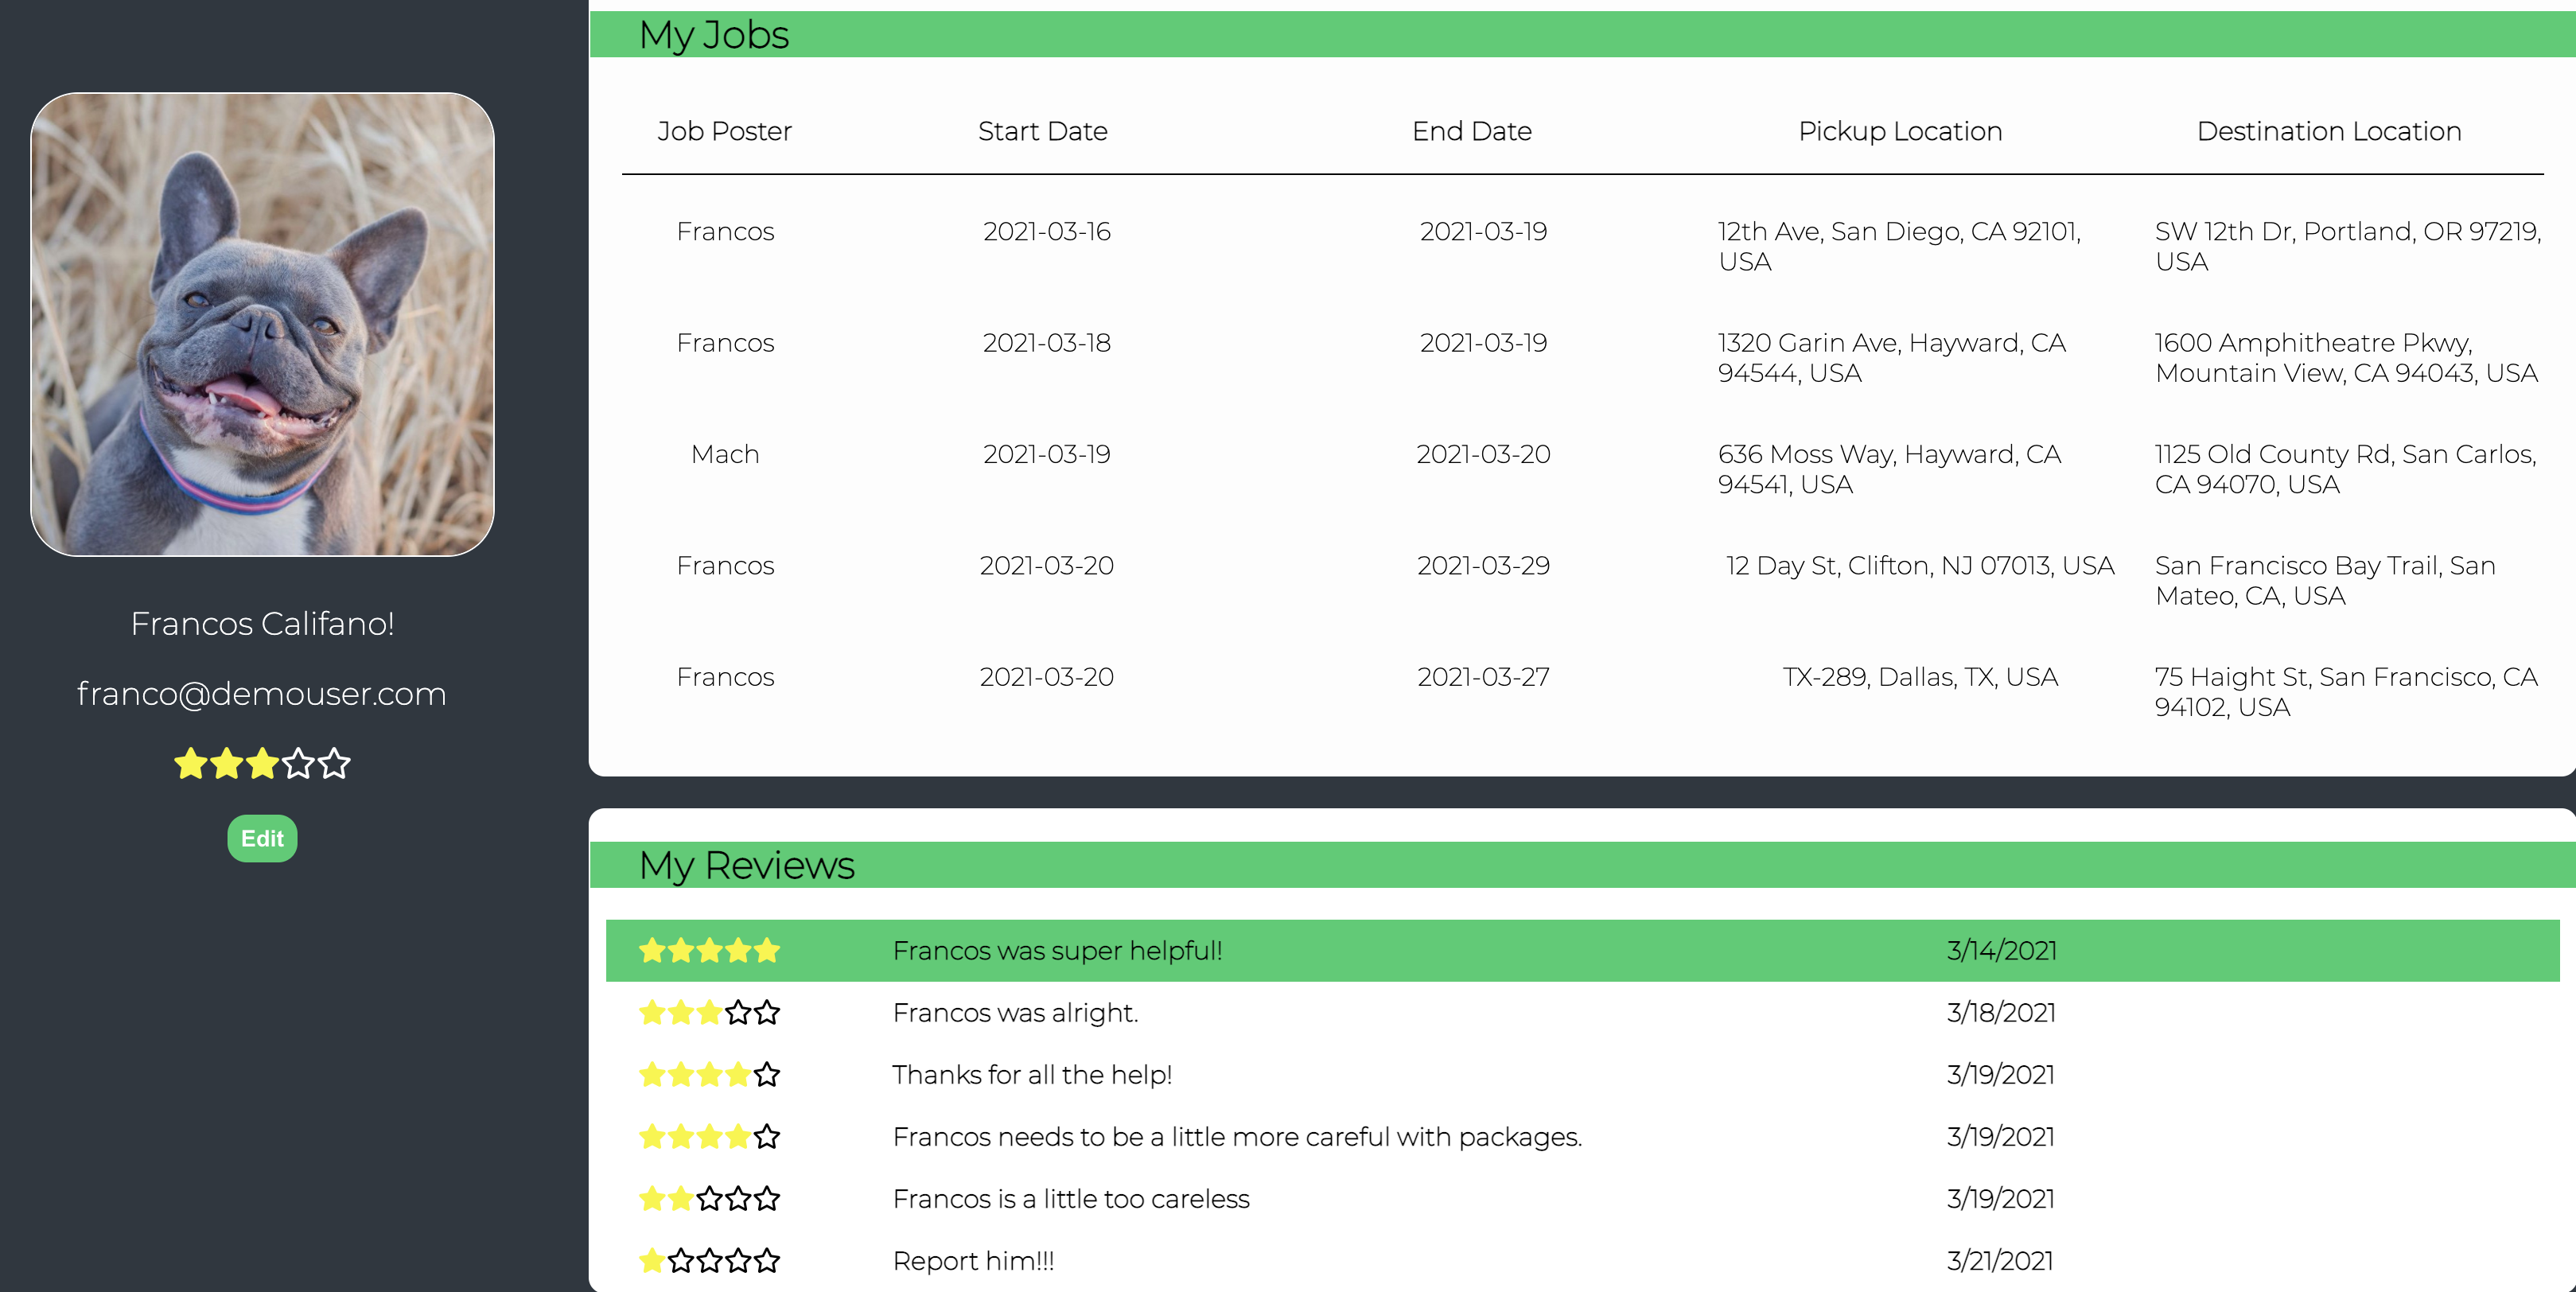 Francos Califano!
franco@demouser.com
Edit
My Jobs
Job Poster Start Date End Date Pickup Location Destination Location
Francos 2021-03-16 2021-03-19 12th Ave, San Diego, CA 92101, USA SW 12th Dr, Portland, OR 97219, USA
Francos 2021-03-18 2021-03-19 1320 Garin Ave, Hayward, CA 94544, USA 1600 Amphitheatre Pkwy, Mountain View, CA 94043, USA
Mach 2021-03-19 2021-03-20 636 Moss Way, Hayward, CA 94541, USA 1125 Old County Rd, San Carlos, CA 94070, USA
Francos 2021-03-20 2021-03-29 12 Day St, Clifton, NJ 07013, USA San Francisco Bay Trail, San Mateo, CA, USA
Francos 2021-03-20 2021-03-27 TX-289, Dallas, TX, USA 75 Haight St, San Francisco, CA 94102, USA
My Reviews
Francos was super helpful! 3/14/2021
Francos was alright. 3/18/2021
Thanks for all the help! 3/19/2021
Francos needs to be a little more careful with packages. 3/19/2021
Francos is a little too careless 3/19/2021
Report him!!! 3/21/2021